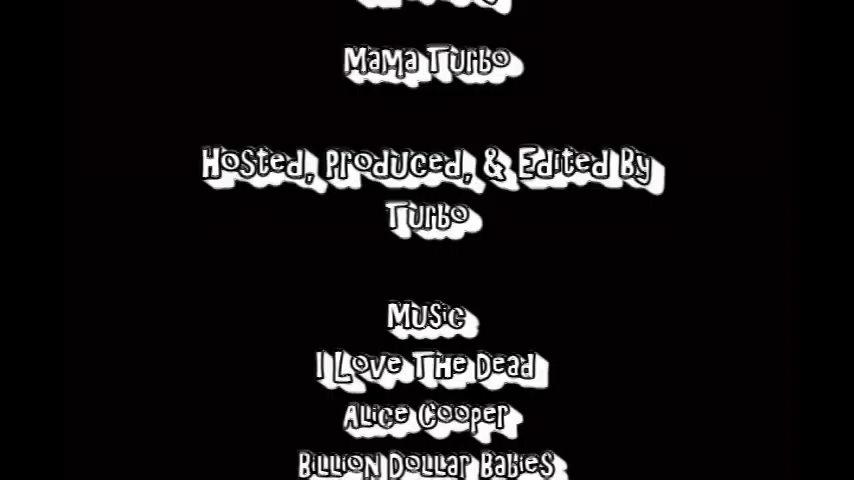 Mama Turbo
Hosted, Produced, & Edited By
Turbo
Music
I Love The Dead
Alice Cooper
Billion Dollar Babies